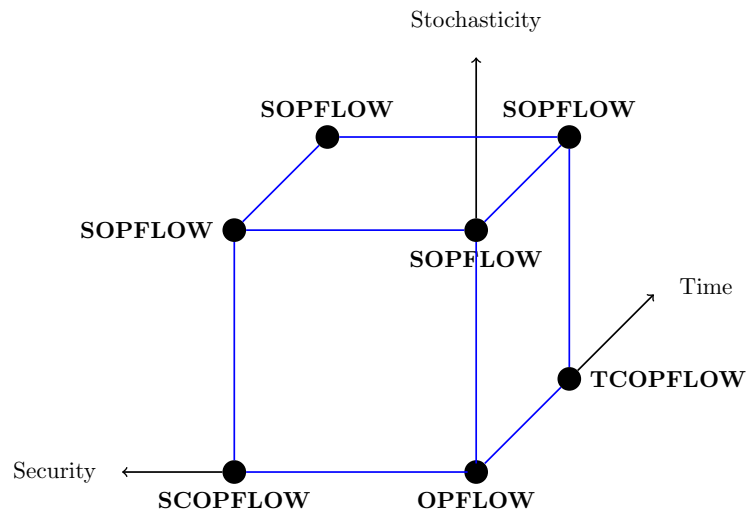 Stochasticity
SOPFLOW
SOPFLOW
SOPFLOW
SOPFLOW
Time
TCOPFLOW
Security
SCOPFLOW
OPFLOW